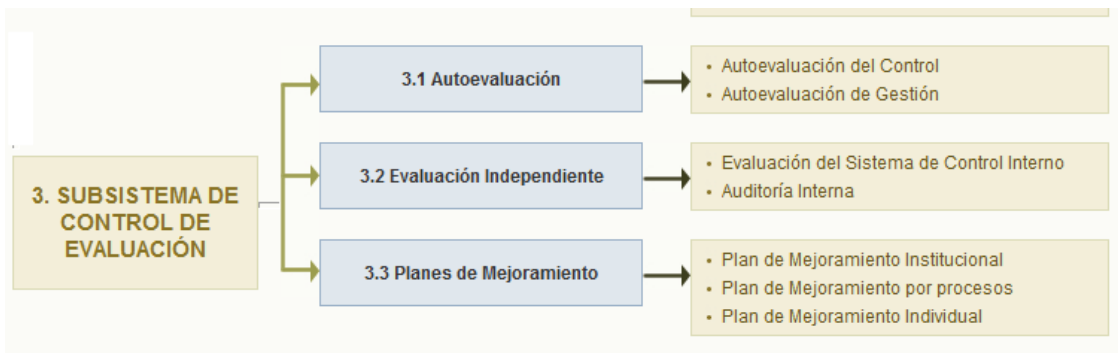 3. SUBSISTEMA DE
CONTROL DE
EVALUACIÓN
3.1 Autoevaluación
• Autoevaluación del Control
• Autoevaluación de Gestión
3.2 Evaluación Independiente
• Evaluación del Sistema de Control Interno
• Auditoría Interna
3.3 Planes de Mejoramiento
• Plan de Mejoramiento Institucional
• Plan de Mejoramiento por procesos
• Plan de Mejoramiento Individual